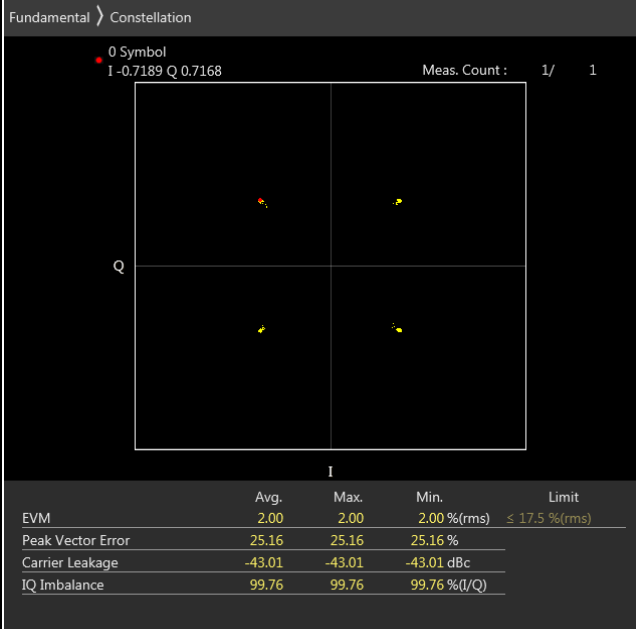 Fundamental 〉 Constellation
0 Symbol
I -0.7189 Q 0.7168
Meas. Count : 1/ 1
Q
I
Avg. Max. Min. Limit
EVM 2.00 2.00 2.00 %(rms) ≤ 17.5 %(rms)
Peak Vector Error 25.16 25.16 25.16 %
Carrier Leakage -43.01 -43.01 -43.01 dBc
IQ Imbalance 99.76 99.76 99.76 %(I/Q)